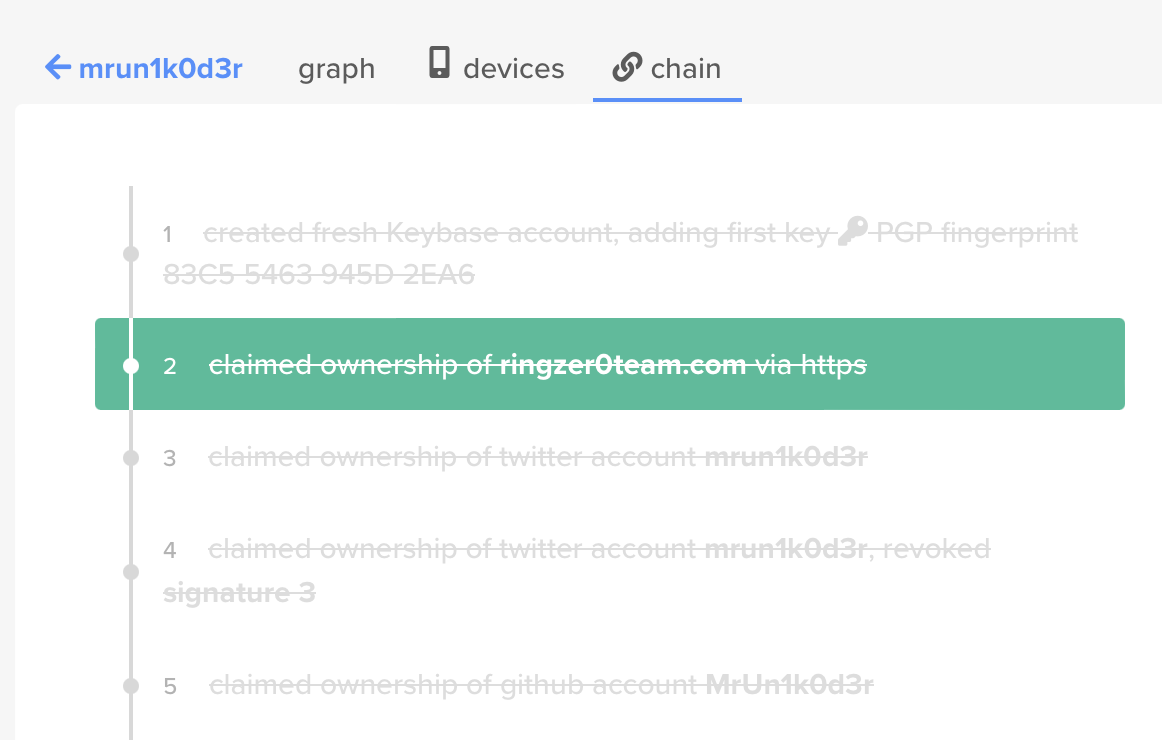 mrun1k0d3r graph devices chain
1 created fresh Keybase account, adding first key PGP fingerprint
83C5 5463 945D 2EA6
2 claimed ownership of ringzer0team.com via https
3 claimed ownership of twitter account mrun1k0d3r
4 claimed ownership of twitter account mrun1k0d3r, revoked
signature 3
5 claimed ownership of github account MrUn1k0d3r